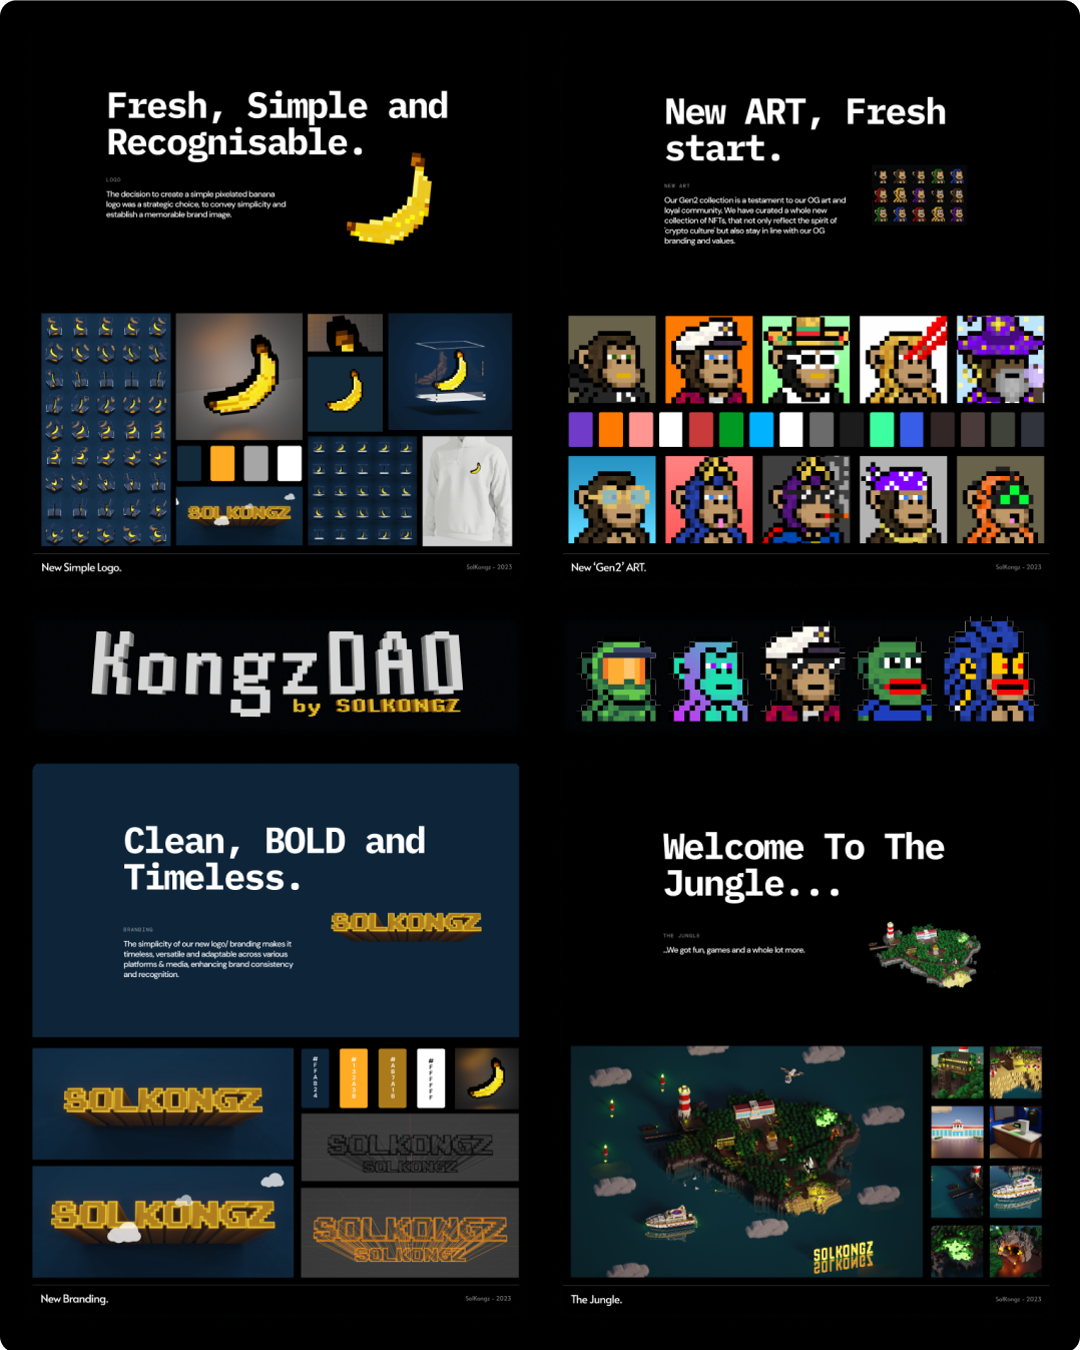 Fresh, Simple and
Recognisable.
LOGO
The decision to create a simple pixelated banana
logo was a strategic choice, to convey simplicity and
establish a memorable brand image.
SOLKONGZ
New Simple Logo.
SolKongz - 2023
New ART, Fresh
start.
NEW ART
Our Gen2 collection is a testament to our OG art and
loyal community. We have curated a whole new
collection of NFTs, that not only reflect the spirit of
'crypto culture' but also stay in line with our OG
branding and values.
New ‘Gen2’ ART.
SolKongz - 2023
KongzDAO
by SOLKONGZ
Clean, BOLD and
Timeless.
BRANDING
The simplicity of our new logo/ branding makes it
timeless, versatile and adaptable across various
platforms & media, enhancing brand consistency
and recognition.
SOLKONGZ
SOLKONGZ
#FFAB24
#122A3B
#AB7A1B
#FFFFFF
SOLKONGZ
SOLKONGZ
SOLKONGZ
SOLKONGZ
SOLKONGZ
New Branding.
SolKongz - 2023
Welcome To The
Jungle...
THE JUNGLE
...We got fun, games and a whole lot more.
SOLKONGZ
SOLKONGZ
The Jungle.
SolKongz - 2023